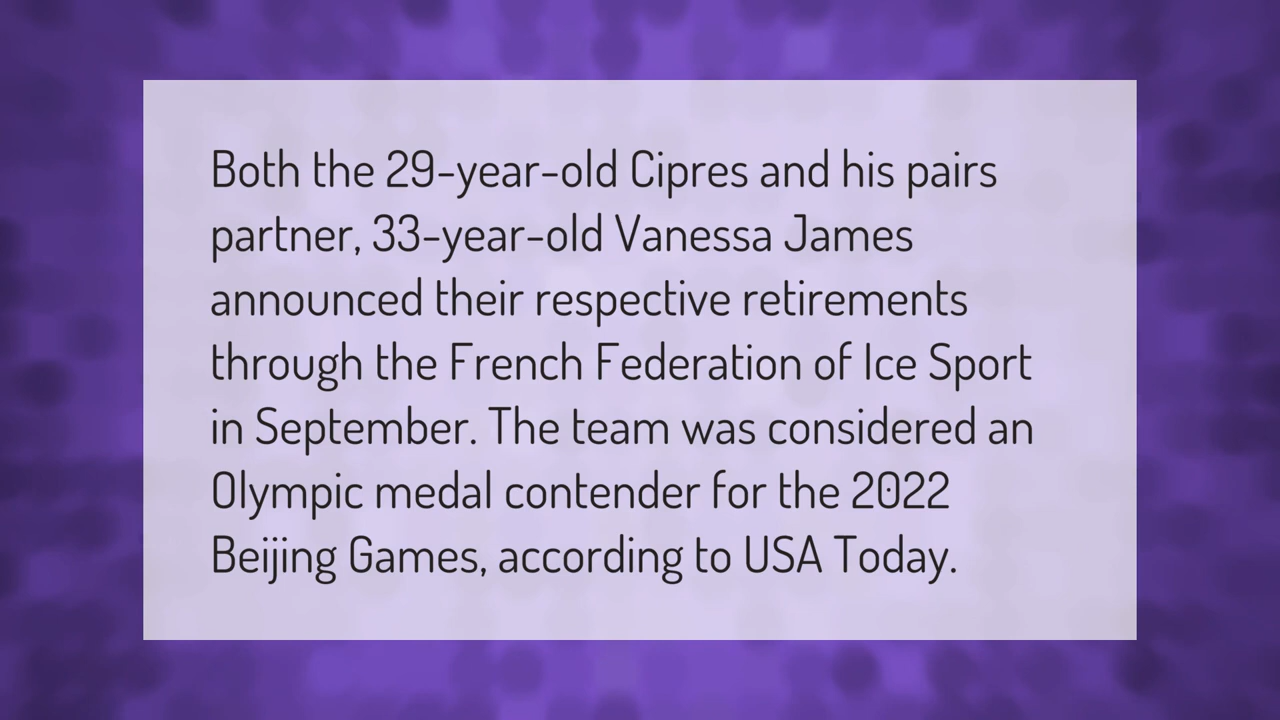 Both the 29-year-old Cipres and his pairs
partner, 33-year-old Vanessa James
announced their respective retirements
through the French Federation of Ice Sport
in September. The team was considered an
Olympic medal contender for the 2022
Beijing Games, according to USA Today.